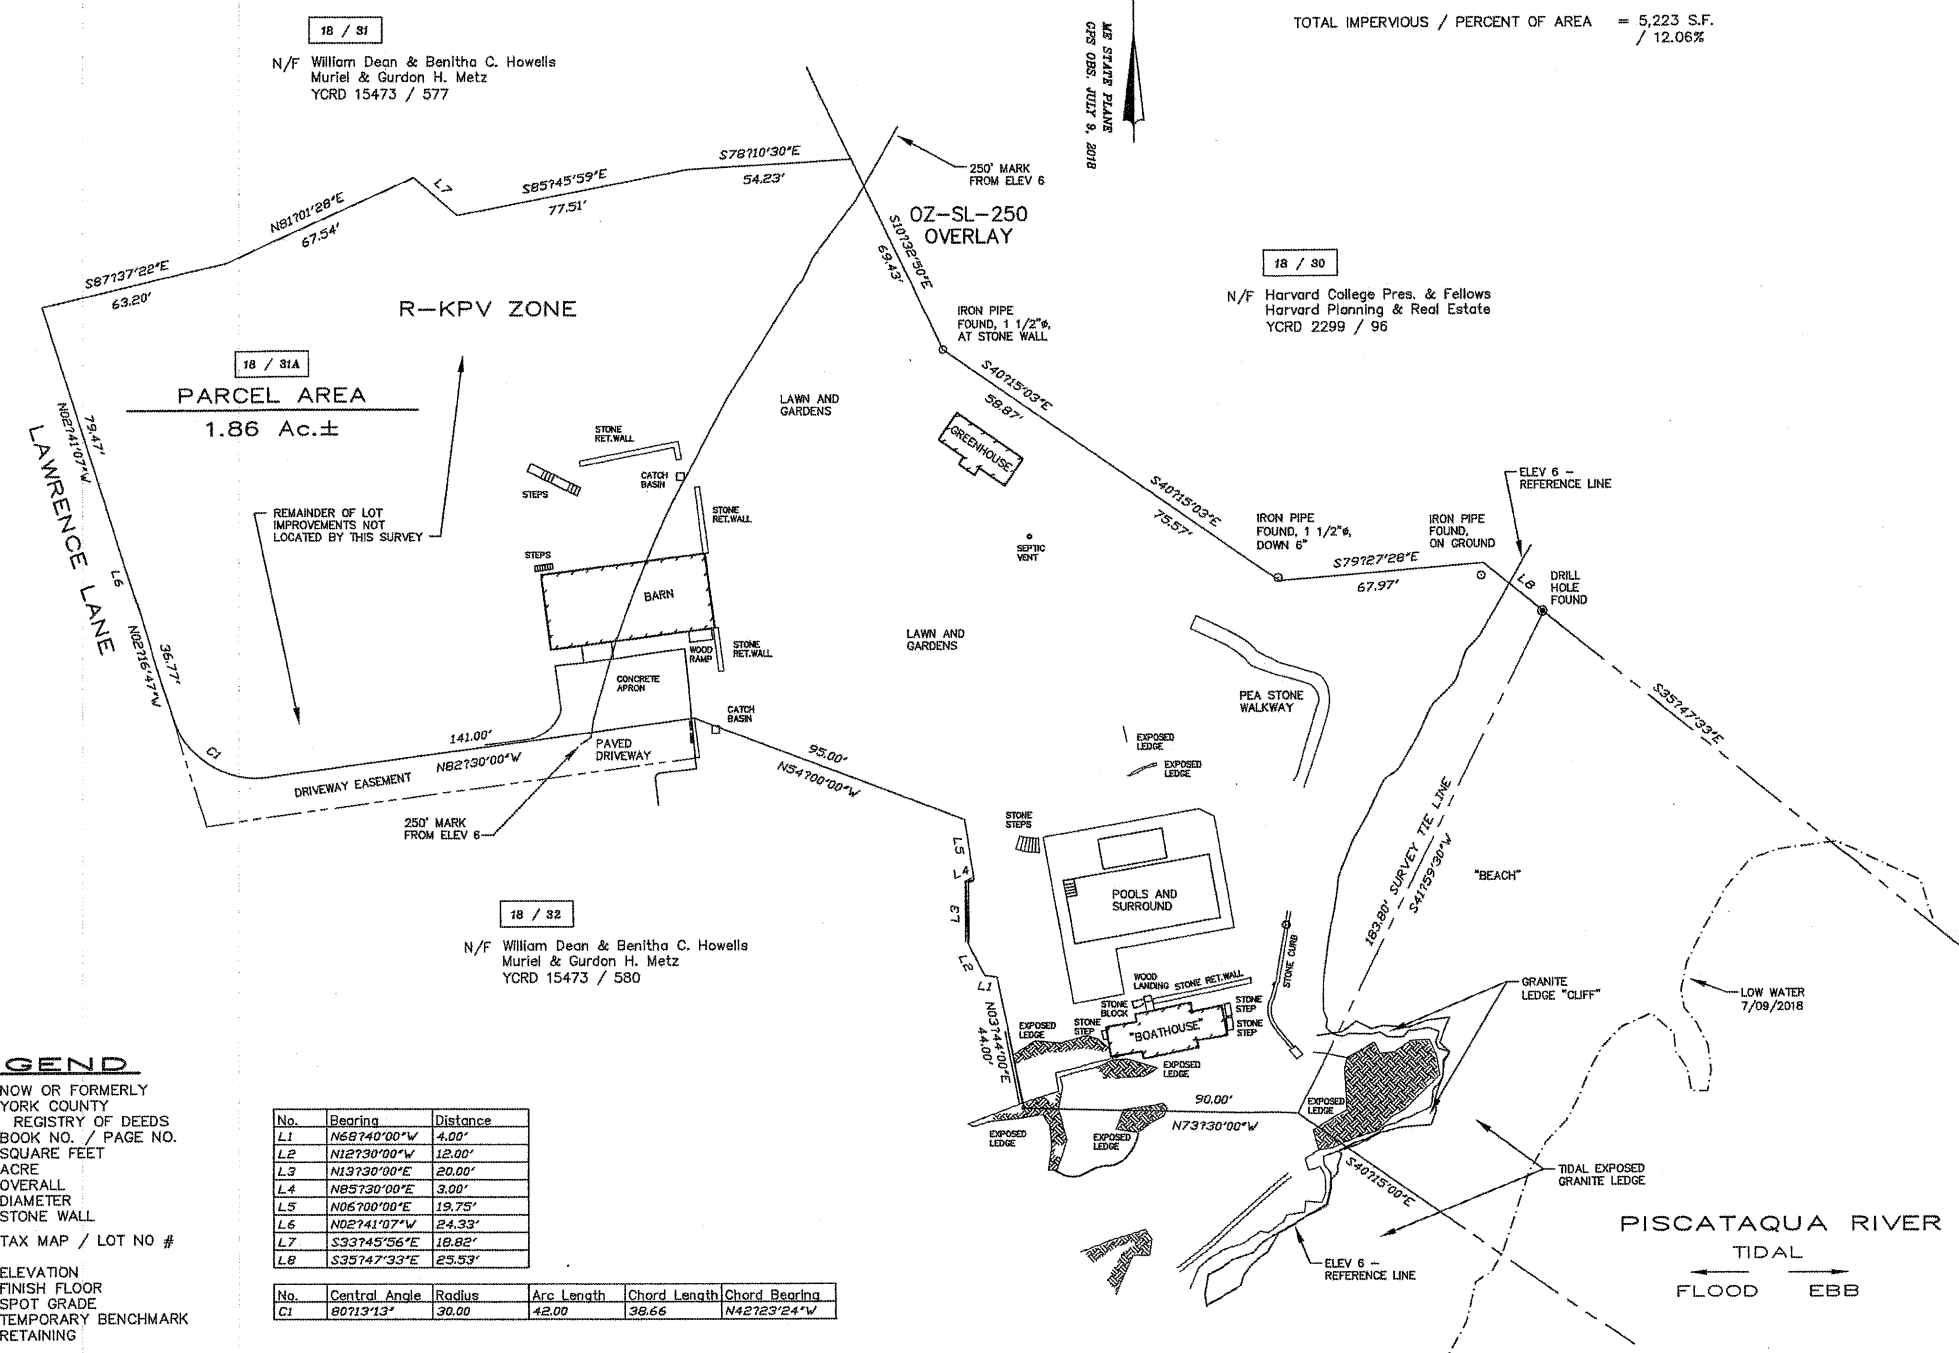 TOTAL IMPERVIOUS / PERCENT OF AREA = 5,223 S.F.
/ 12.06%
18 / 31
N/F William Dean & Benitha C. Howells
Muriel & Gurdon H. Metz
YCRD 15473 / 577
ME STATE PLANE
GPS OBS. JULY 9, 2018
S78?10'30"E
54.23'
250' MARK
FROM ELEV 6
L7
S85?45'59"E
77.51'
N81?01'28"E
67.54'
OZ-SL-250
OVERLAY
S10?32'50"E
69.43'
S87?37'22"E
63.20'
18 / 30
N/F Harvard College Pres. & Fellows
Harvard Planning & Real Estate
YCRD 2299 / 96
R-KPV ZONE
IRON PIPE
FOUND, 1 1/2"ø,
AT STONE WALL
18 / 31A
PARCEL AREA
1.86 Ac.±
S40?15'03"E
58.87'
LAWN AND
GARDENS
79.47'
N02?41'07"W
LAWRENCE LANE
STONE
RET.WALL
GREENHOUSE
CATCH
BASIN
STEPS
ELEV 6 -
REFERENCE LINE
S40?15'03"E
75.57'
REMAINDER OF LOT
IMPROVEMENTS NOT
LOCATED BY THIS SURVEY
STONE
RET.WALL
IRON PIPE
FOUND, 1 1/2"ø,
DOWN 6"
IRON PIPE
FOUND,
ON GROUND
STEPS
SEPTIC
VENT
S79?27'28"E
67.97'
L8
DRILL
HOLE
FOUND
L6
BARN
N02?16'47"W
36.77'
LAWN AND
GARDENS
WOOD
RAMP
STONE
RET.WALL
CONCRETE
APRON
PEA STONE
WALKWAY
S35?47'33"E
CATCH
BASIN
C1
141.00'
N82?30'00"W
PAVED
DRIVEWAY
DRIVEWAY EASEMENT
95.00'
N54?00'00"W
EXPOSED
LEDGE
EXPOSED
LEDGE
250' MARK
FROM ELEV 6
STONE
STEPS
183.80' SURVEY TIE LINE
S41?59'30"W
L5
L4
L3
L2
L1
"BEACH"
POOLS AND
SURROUND
18 / 32
N/F William Dean & Benitha C. Howells
Muriel & Gurdon H. Metz
YCRD 15473 / 580
STONE CURB
WOOD
LANDING
STONE RET.WALL
GRANITE
LEDGE "CLIFF"
LOW WATER
7/09/2018
STONE
BLOCK
STONE
STEP
STONE
STEP
STONE
STEP
"BOATHOUSE"
EXPOSED
LEDGE
N03?44'00"E
44.00'
EXPOSED
LEDGE
GEND
NOW OR FORMERLY
YORK COUNTY
REGISTRY OF DEEDS
BOOK NO. / PAGE NO.
SQUARE FEET
ACRE
OVERALL
DIAMETER
STONE WALL
TAX MAP / LOT NO #
ELEVATION
FINISH FLOOR
SPOT GRADE
TEMPORARY BENCHMARK
RETAINING
90.00'
N73?30'00"W
EXPOSED
LEDGE
EXPOSED
LEDGE
EXPOSED
LEDGE
S40?15'00"E
TIDAL EXPOSED
GRANITE LEDGE
No. Bearing Distance
L1 N68?40'00"W 4.00'
L2 N12?30'00"W 12.00'
L3 N13?30'00"E 20.00'
L4 N85?30'00"E 3.00'
L5 N06?00'00"E 19.75'
L6 N02?41'07"W 24.33'
L7 S33?45'56"E 18.82'
L8 S35?47'33"E 25.53'
No. Central Angle Radius Arc Length Chord Length Chord Bearing
C1 80?13'13" 30.00 42.00 38.66 N42?23'24"W
ELEV 6 -
REFERENCE LINE
PISCATAQUA RIVER
TIDAL
FLOOD EBB